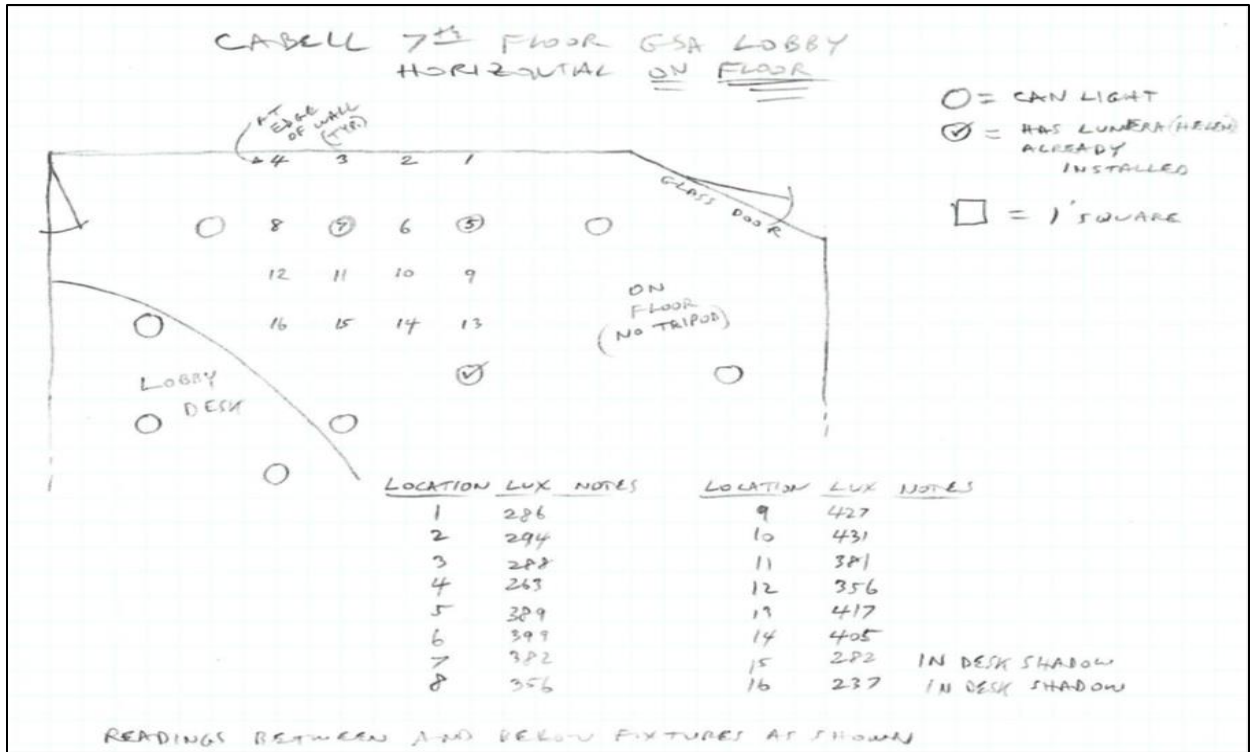 CABELL 7TH FLOOR GSA LOBBY
HORIZONTAL ON FLOOR
= CAN LIGHT
= HAS LUMERA (HELEN)
ALREADY
INSTALLED
= 1' SQUARE
AT
EDGE
OF WALL
(TYP.)
4 3 2 1
GLASS DOOR
8 7 6 5
12 11 10 9
16 15 14 13
ON
FLOOR
(NO TRIPOD)
LOBBY
DESK
LOCATION LUX NOTES LOCATION LUX NOTES
1 286 9 427
2 294 10 431
3 288 11 381
4 263 12 356
5 389 13 417
6 399 14 405
7 382 15 282 IN DESK SHADOW
8 356 16 237 IN DESK SHADOW
READINGS BETWEEN AND BELOW FIXTURES AS SHOWN